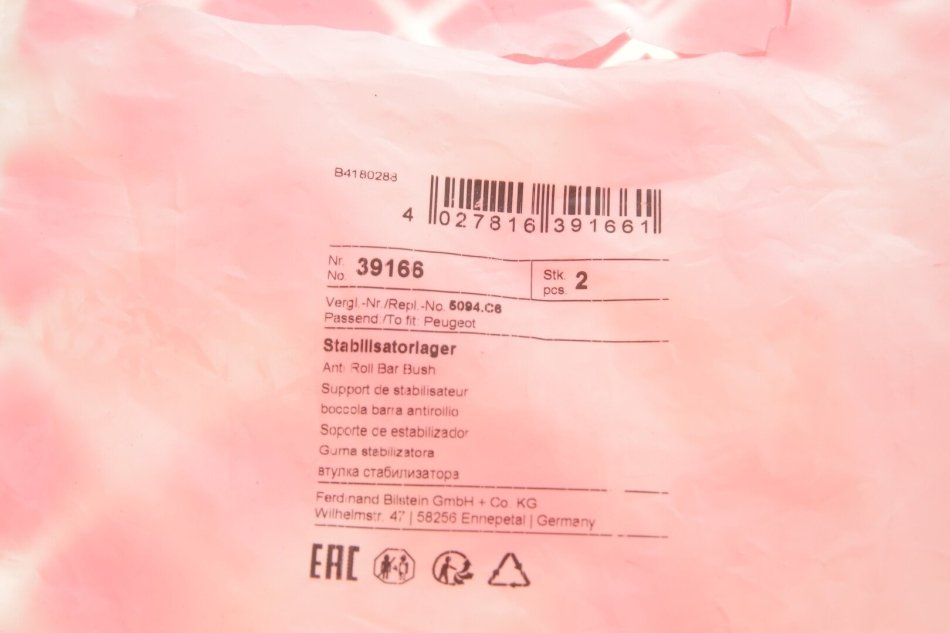 B4180288
4 027816 391661
Nr. No. 39166 Stk. pcs. 2
Vergl.-Nr./Repl.-No. 5094.C6
Passend./To fit: Peugeot
Stabilisatorlager
Anti Roll Bar Bush
Support de stabilisateur
boccola barra antirollio
Soporte de estabilizador
Guma stabilizatora
втулка стабилизатора
Ferdinand Bilstein GmbH + Co. KG
Wilhelmstr. 47 | 58256 Ennepetal | Germany
EAC